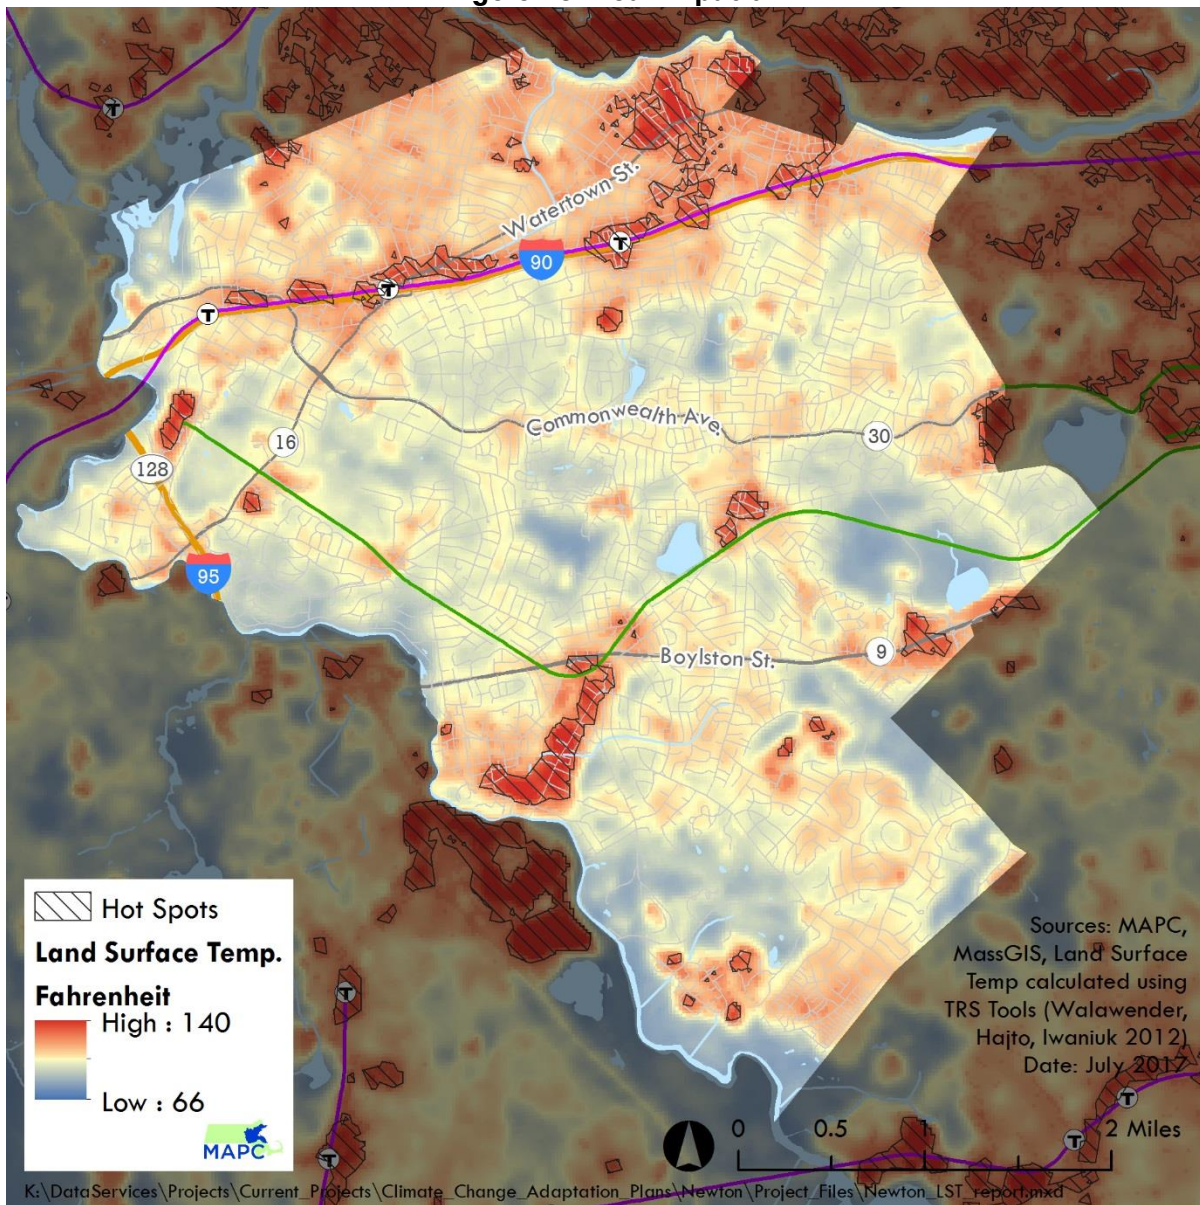 Watertown St.
90
T
T
T
T
Commonwealth Ave.
30
16
128
95
Boylston St.
9
Hot Spots
Land Surface Temp.
Fahrenheit
High : 140
Low : 66
MAPC
T
T
Sources: MAPC,
MassGIS, Land Surface
Temp calculated using
TRS Tools (Walawender,
Hajto, Iwaniuk 2012)
Date: July 2017
T
T
0 0.5 1 2 Miles
K:\DataServices\Projects\Current_Projects\Climate_Change_Adaptation_Plans\Newton\Project_Files\Newton_LST_report.mxd